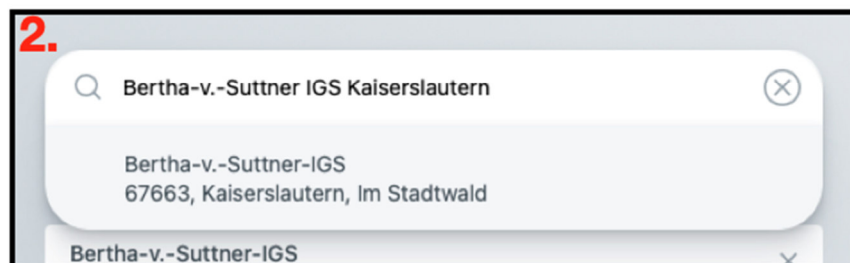 2.
Bertha-v.-Suttner IGS Kaiserslautern
Bertha-v.-Suttner-IGS
67663, Kaiserslautern, Im Stadtwald
Bertha-v.-Suttner-IGS